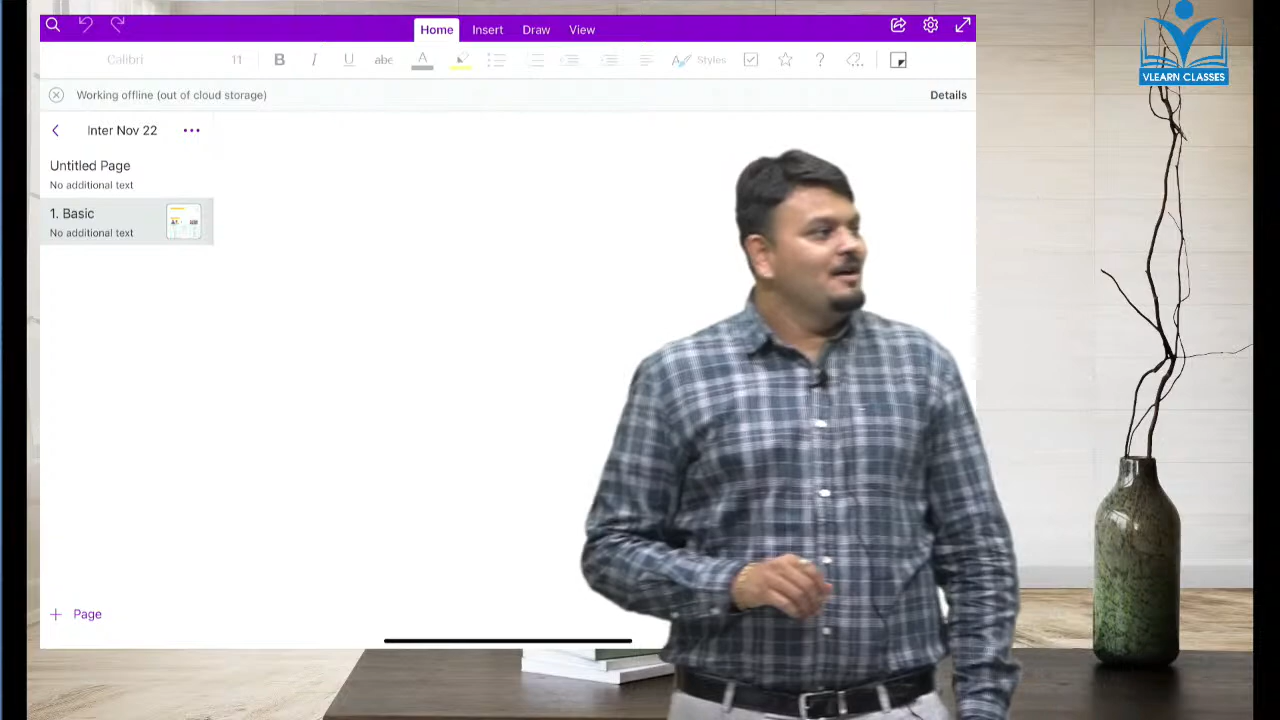 Home Insert Draw View
Calibri 11 B I U abc A Styles ?
Working offline (out of cloud storage) Details
Inter Nov 22
Untitled Page
No additional text
1. Basic
No additional text
+ Page
VLEARN CLASSES